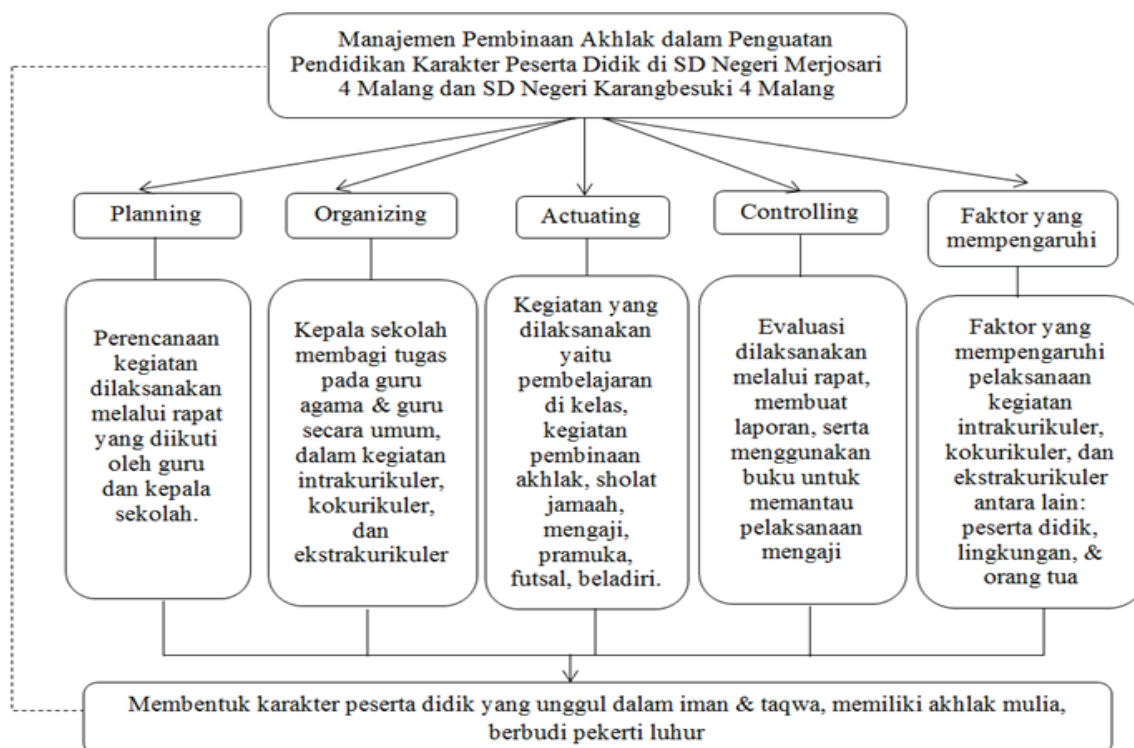 Manajemen Pembinaan Akhlak dalam Penguatan
Pendidikan Karakter Peserta Didik di SD Negeri Merjosari
4 Malang dan SD Negeri Karangbesuki 4 Malang
Planning
Organizing
Actuating
Controlling
Faktor yang
mempengaruhi
Perencanaan
kegiatan
dilaksanakan
melalui rapat
yang diikuti
oleh guru
dan kepala
sekolah.
Kepala sekolah
membagi tugas
pada guru
agama & guru
secara umum,
dalam kegiatan
intrakurikuler,
kokurikuler,
dan
ekstrakurikuler
Kegiatan yang
dilaksanakan
yaitu
pembelajaran
di kelas,
kegiatan
pembinaan
akhlak, sholat
jamaah,
mengaji,
pramuka,
futsal, beladiri.
Evaluasi
dilaksanakan
melalui rapat,
membuat
laporan, serta
menggunakan
buku untuk
memantau
pelaksanaan
mengaji
Faktor yang
mempengaruhi
pelaksanaan
kegiatan
intrakurikuler,
kokurikuler, dan
ekstrakurikuler
antara lain:
peserta didik,
lingkungan, &
orang tua
Membentuk karakter peserta didik yang unggul dalam iman & taqwa, memiliki akhlak mulia,
berbudi pekerti luhur